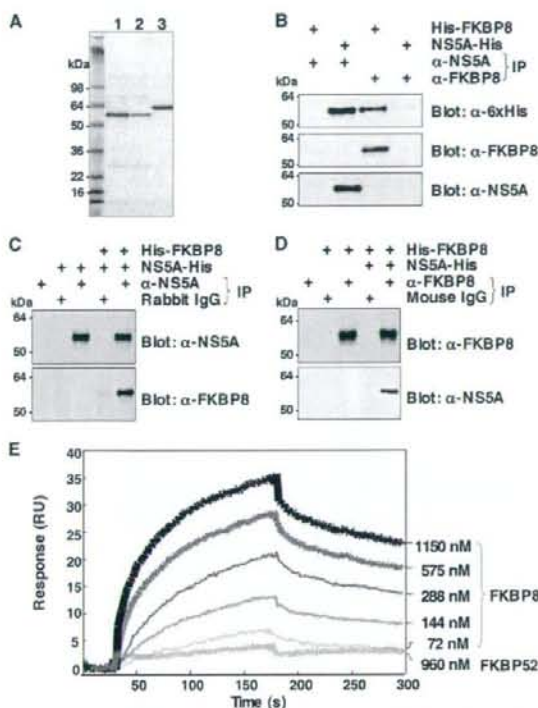 A
1 2 3
kDa
98
64
50
36
22
16
B
+ + His-FKBP8
+ + NS5A-His
+ + α-NS5A
+ + α-FKBP8
IP
kDa
64
50
Blot: α-6xHis
Blot: α-FKBP8
64
50
Blot: α-NS5A
C
+ + His-FKBP8
+ + + + NS5A-His
+ + + α-NS5A
+ + Rabbit IgG
IP
kDa
64
50
Blot: α-NS5A
64
50
Blot: α-FKBP8
D
+ + + + His-FKBP8
+ + NS5A-His
+ + + α-FKBP8
+ + Mouse IgG
IP
kDa
64
50
Blot: α-FKBP8
64
50
Blot: α-NS5A
E
Response (RU)
40
35
30
25
20
15
10
5
0
50 100 150 200 250 300
Time (s)
1150 nM
575 nM
288 nM
144 nM
72 nM
FKBP8
960 nM FKBP52